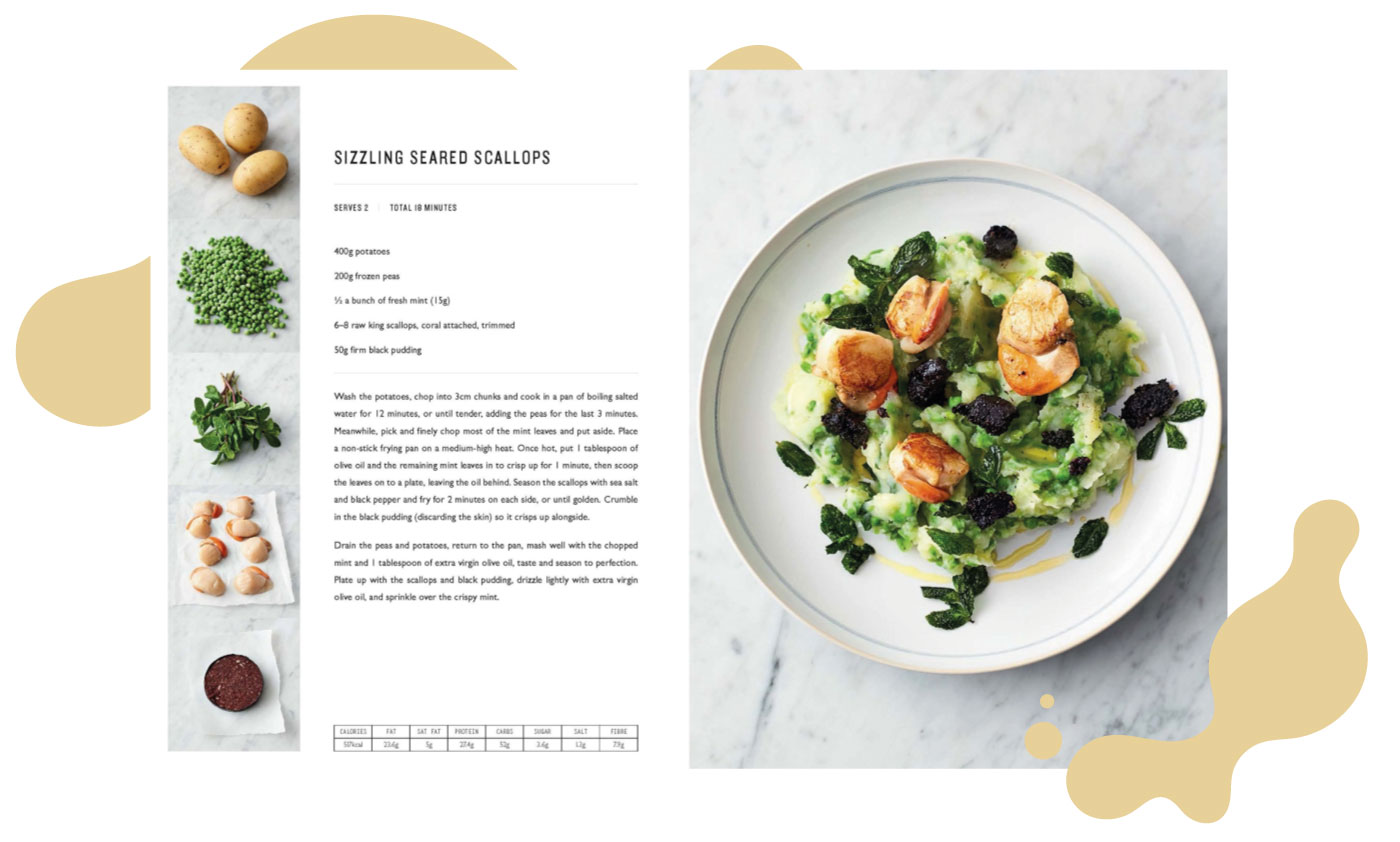 SIZZLING SEARED SCALLOPS
SERVES 2 | TOTAL 18 MINUTES
400g potatoes
200g frozen peas
½ a bunch of fresh mint (15g)
6–8 raw king scallops, coral attached, trimmed
50g firm black pudding
Wash the potatoes, chop into 3cm chunks and cook in a pan of boiling salted
water for 12 minutes, or until tender, adding the peas for the last 3 minutes.
Meanwhile, pick and finely chop most of the mint leaves and put aside. Place
a non-stick frying pan on a medium-high heat. Once hot, put 1 tablespoon of
olive oil and the remaining mint leaves in to crisp up for 1 minute, then scoop
the leaves on to a plate, leaving the oil behind. Season the scallops with sea salt
and black pepper and fry for 2 minutes on each side, or until golden. Crumble
in the black pudding (discarding the skin) so it crisps up alongside.
Drain the peas and potatoes, return to the pan, mash well with the chopped
mint and 1 tablespoon of extra virgin olive oil, taste and season to perfection.
Plate up with the scallops and black pudding, drizzle lightly with extra virgin
olive oil, and sprinkle over the crispy mint.
CALORIES FAT SAT FAT PROTEIN CARBS SUGAR SALT FIBRE
23.6g 5g 52g 3.6g